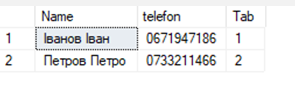 Name telefon Tab
1 Іванов Іван 0671947186 1
2 Петров Петро 0733211466 2